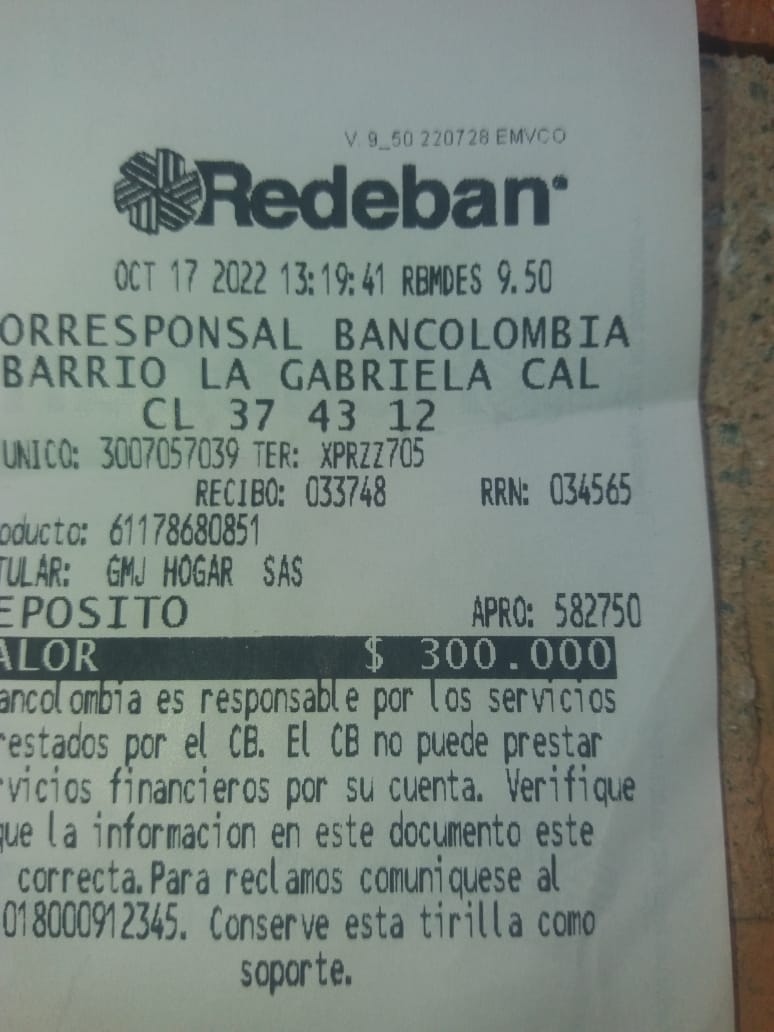 V. 9_50 220728 EMVCO
Redeban
OCT 17 2022 13:19:41 RBMDES 9.50
ORRESPONSAL BANCOLOMBIA
BARRIO LA GABRIELA CAL
CL 37 43 12
UNICO: 3007057039 TER: XPRZZ705
RECIBO: 033748 RRN: 034565
oducto: 61178680851
TULAR: GMJ HOGAR SAS
EPOSITO APRO: 582750
ALOR $ 300.000
ancolombia es responsable por los servicios
restados por el CB. El CB no puede prestar
rvicios financieros por su cuenta. Verifique
que la informacion en este documento este
correcta.Para reclamos comuniquese al
018000912345. Conserve esta tirilla como
soporte.